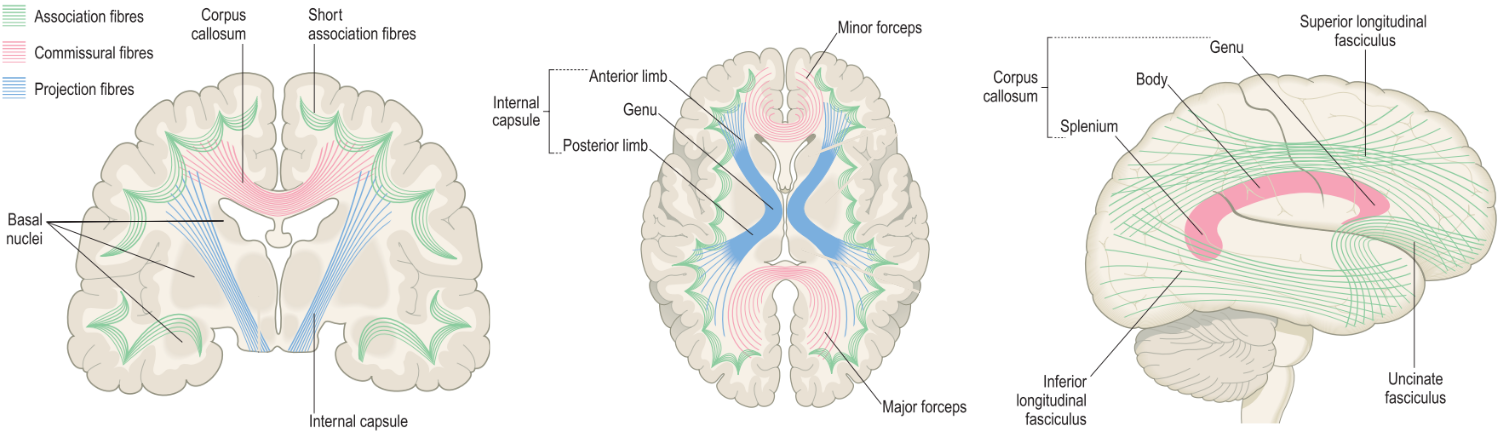 Association fibres
Commissural fibres
Projection fibres
Corpus
callosum
Short
association fibres
Basal
nuclei
Internal capsule
Minor forceps
Internal
capsule
Anterior limb
Genu
Posterior limb
Major forceps
Corpus
callosum
Genu
Body
Splenium
Superior longitudinal
fasciculus
Inferior
longitudinal
fasciculus
Uncinate
fasciculus